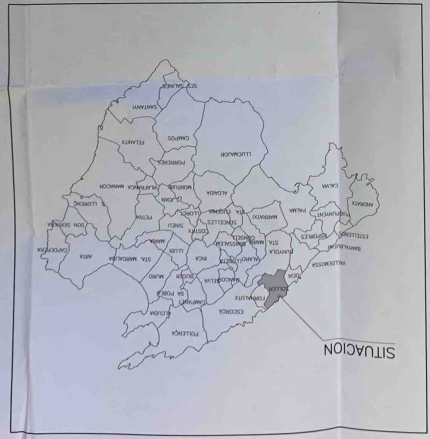 SITUACION
POLLENÇA
ESCORCA
ALCUDIA
FORNALUTX
SOLLER
CAMPANET
SA POBLA
MURO
BUGER
MANCOR
SELVA
DEIA
LLOSETA
INCA
VALLDEMOSSA
BUNYOLA
ALARO
LLUBI
STA MARGALIDA
ARTA
CAPDEPERA
BANYALBUFAR
ESPORLES
STA MARIA
BINISSALEM
CONSELL
SINEU
MARIA
SON SERVERA
ESTELLENCS
PUIGPUNYENT
PALMA
MARRATXI
STA EUGENIA
SENCELLES
COSTITX
LLORET
PETRA
S. LLORENÇ
ANDRATX
CALVIA
ALGAIDA
MONTUIRI
S. JOAN
VILAFRANCA
MANACOR
PORRERES
LLUCMAJOR
CAMPOS
FELANTX
SANTANYI
SES SALINES